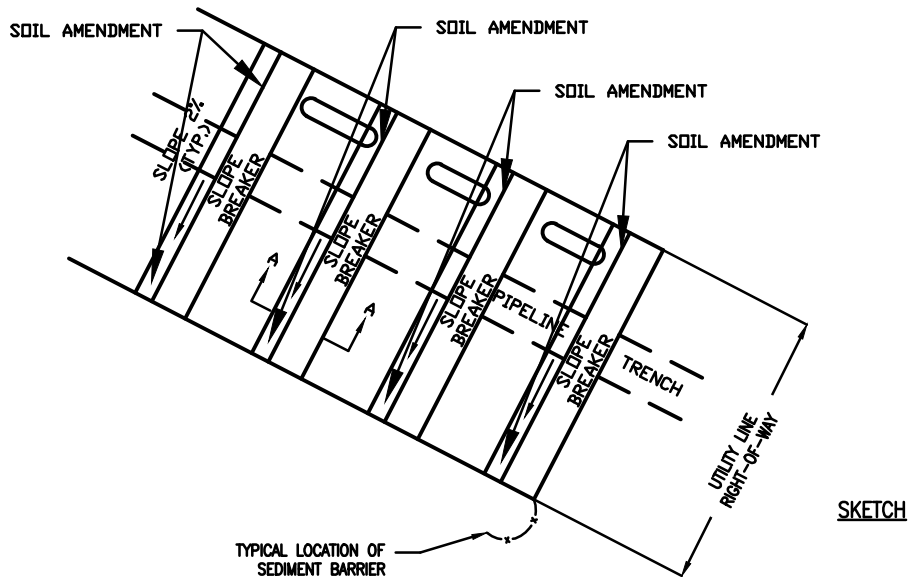 SOIL AMENDMENT
SOIL AMENDMENT
SOIL AMENDMENT
SOIL AMENDMENT
SLOPE 2%
(TYP.)
SLOPE
BREAKER
SLOPE
BREAKER
SLOPE
BREAKER
SLOPE
BREAKER
A
A
PIPELINE
TRENCH
UTILITY LINE
RIGHT-OF-WAY
SKETCH
TYPICAL LOCATION OF
SEDIMENT BARRIER